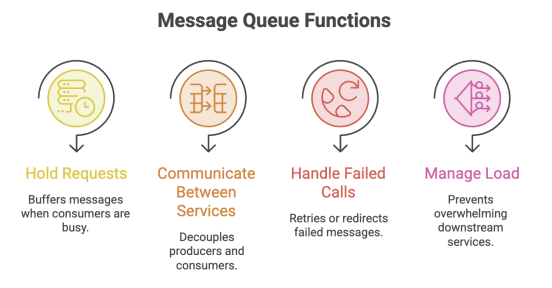 Message Queue Functions
Hold Requests
Buffers messages
when consumers are
busy.
Communicate
Between
Services
Decouples
producers and
consumers.
Handle Failed
Calls
Retries or redirects
failed messages.
Manage Load
Prevents
overwhelming
downstream
services.